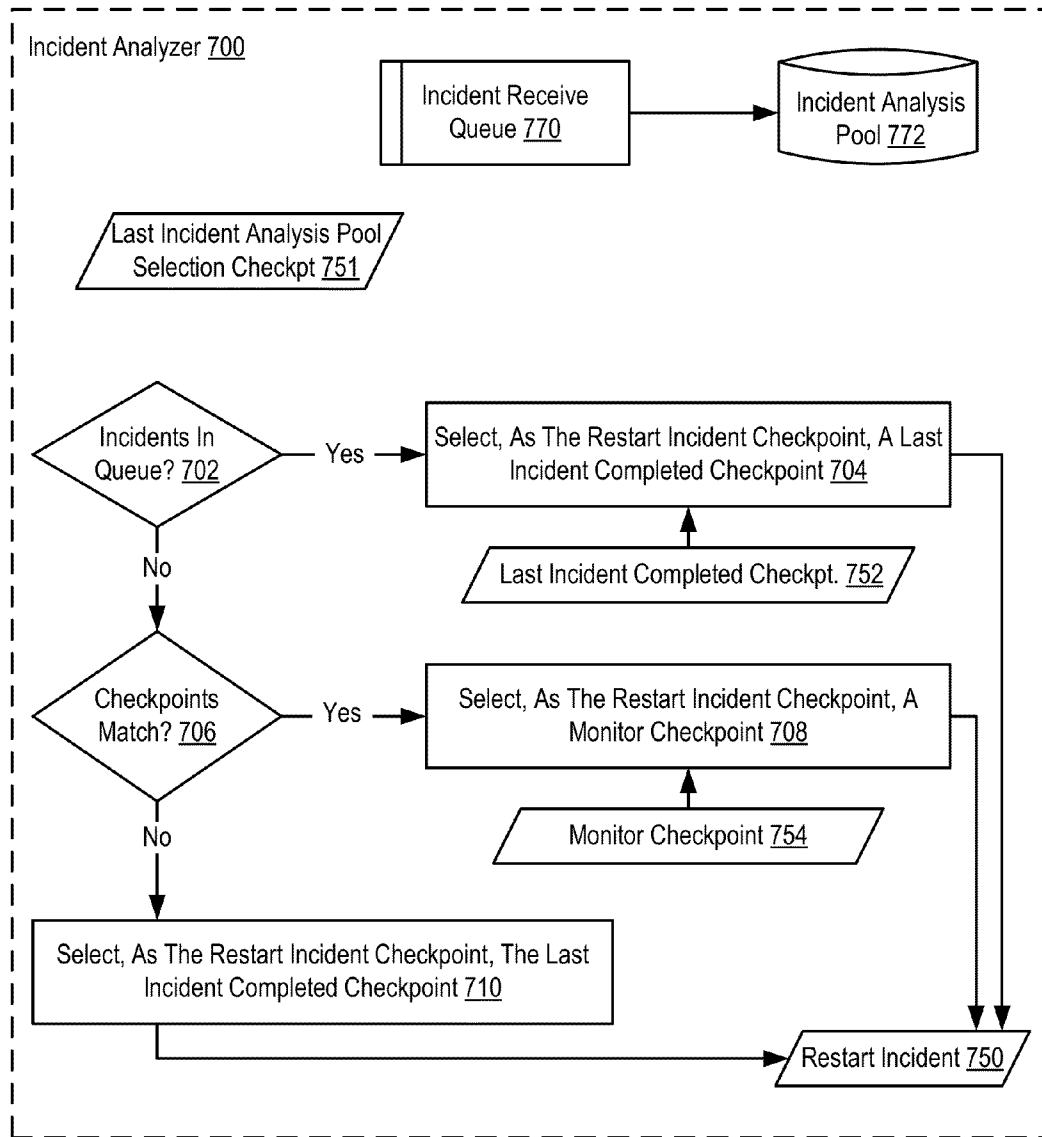 Incident Analyzer 700
Incident Receive
Queue 770
Incident Analysis
Pool 772
Last Incident Analysis Pool
Selection Checkpt 751
Incidents In
Queue? 702
Yes
Select, As The Restart Incident Checkpoint, A Last
Incident Completed Checkpoint 704
No
Last Incident Completed Checkpt. 752
Checkpoints
Match? 706
Yes
Select, As The Restart Incident Checkpoint, A
Monitor Checkpoint 708
No
Monitor Checkpoint 754
Select, As The Restart Incident Checkpoint, The Last
Incident Completed Checkpoint 710
Restart Incident 750